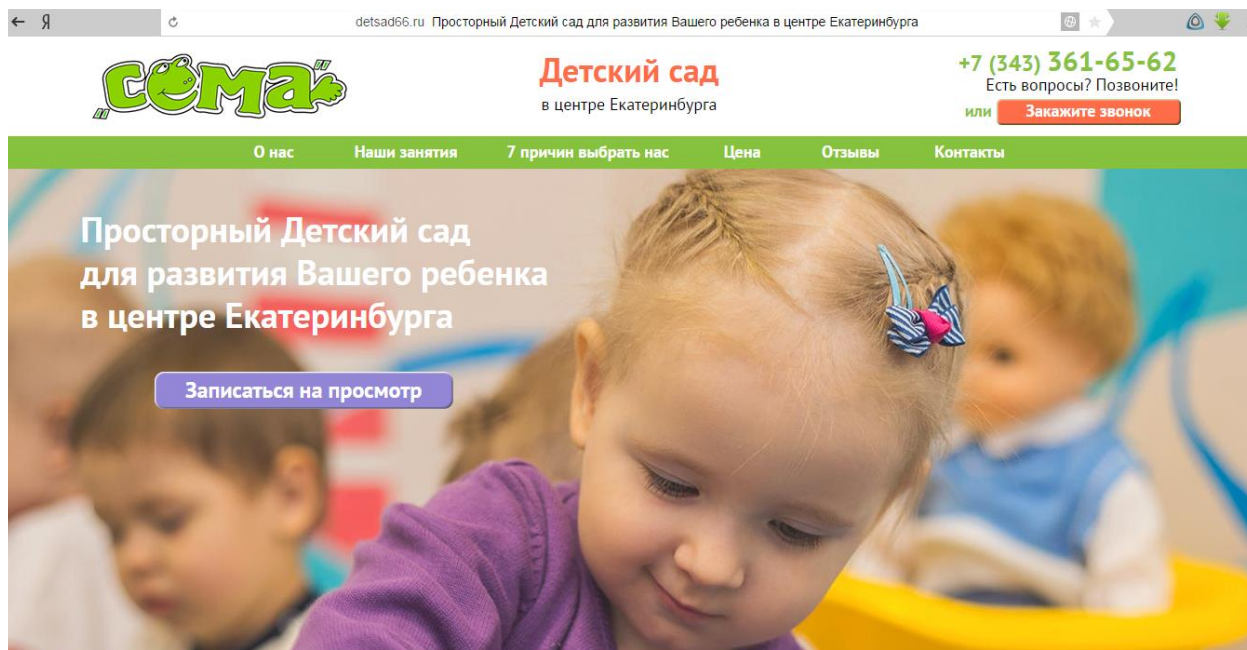 Я
detsad66.ru Просторный Детский сад для развития Вашего ребенка в центре Екатеринбурга
"сёма"
Детский сад
в центре Екатеринбурга
+7 (343) 361-65-62
Есть вопросы? Позвоните!
или Закажите звонок
О нас Наши занятия 7 причин выбрать нас Цена Отзывы Контакты
Просторный Детский сад
для развития Вашего ребенка
в центре Екатеринбурга
Записаться на просмотр